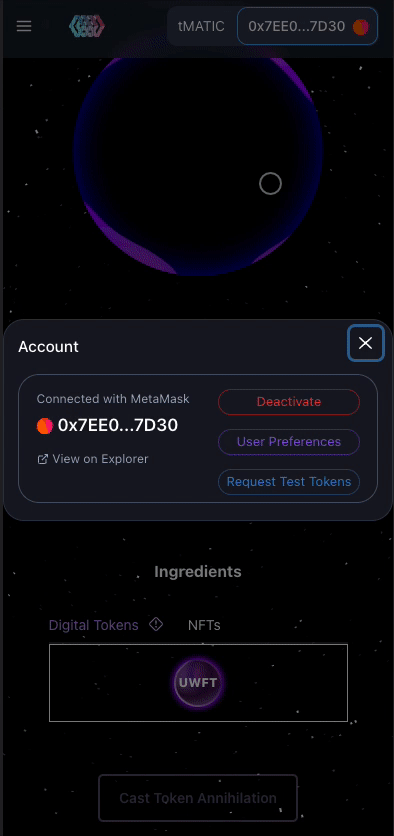 tMATIC 0x7EE0...7D30
Account
Connected with MetaMask
Deactivate
0x7EE0...7D30
User Preferences
View on Explorer
Request Test Tokens
Ingredients
Digital Tokens NFTs
UWFT
Cast Token Annihilation